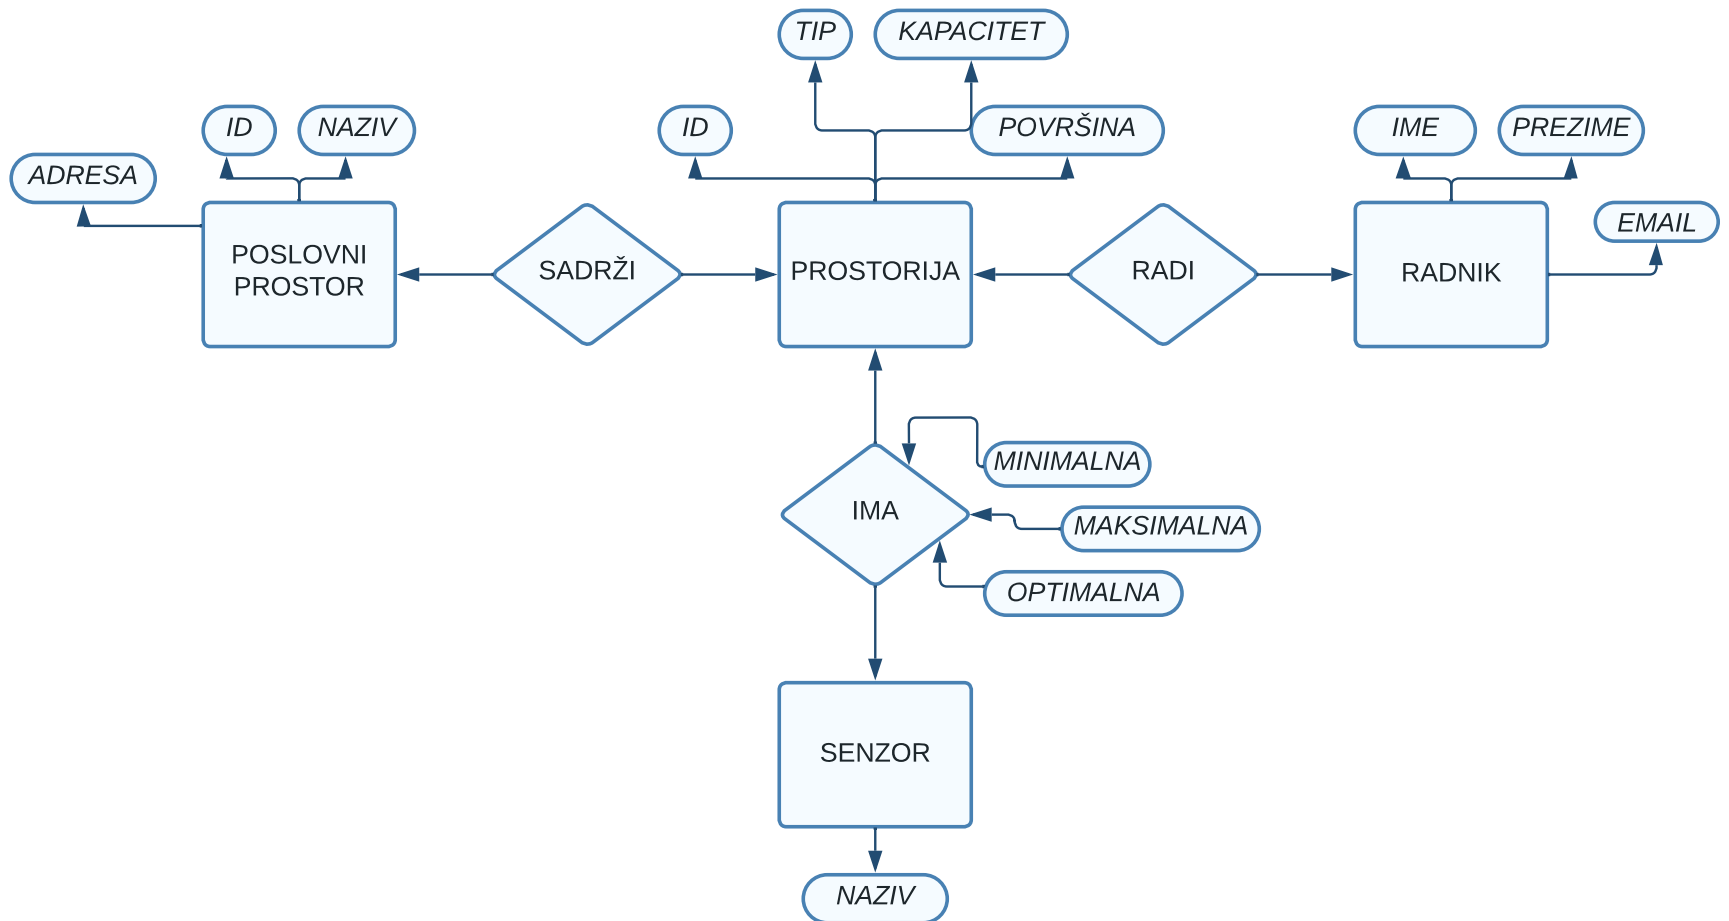 TIP
KAPACITET
ID
NAZIV
ID
POVRŠINA
IME
PREZIME
ADRESA
EMAIL
POSLOVNI
PROSTOR
SADRŽI
PROSTORIJA
RADI
RADNIK
MINIMALNA
IMA
MAKSIMALNA
OPTIMALNA
SENZOR
NAZIV